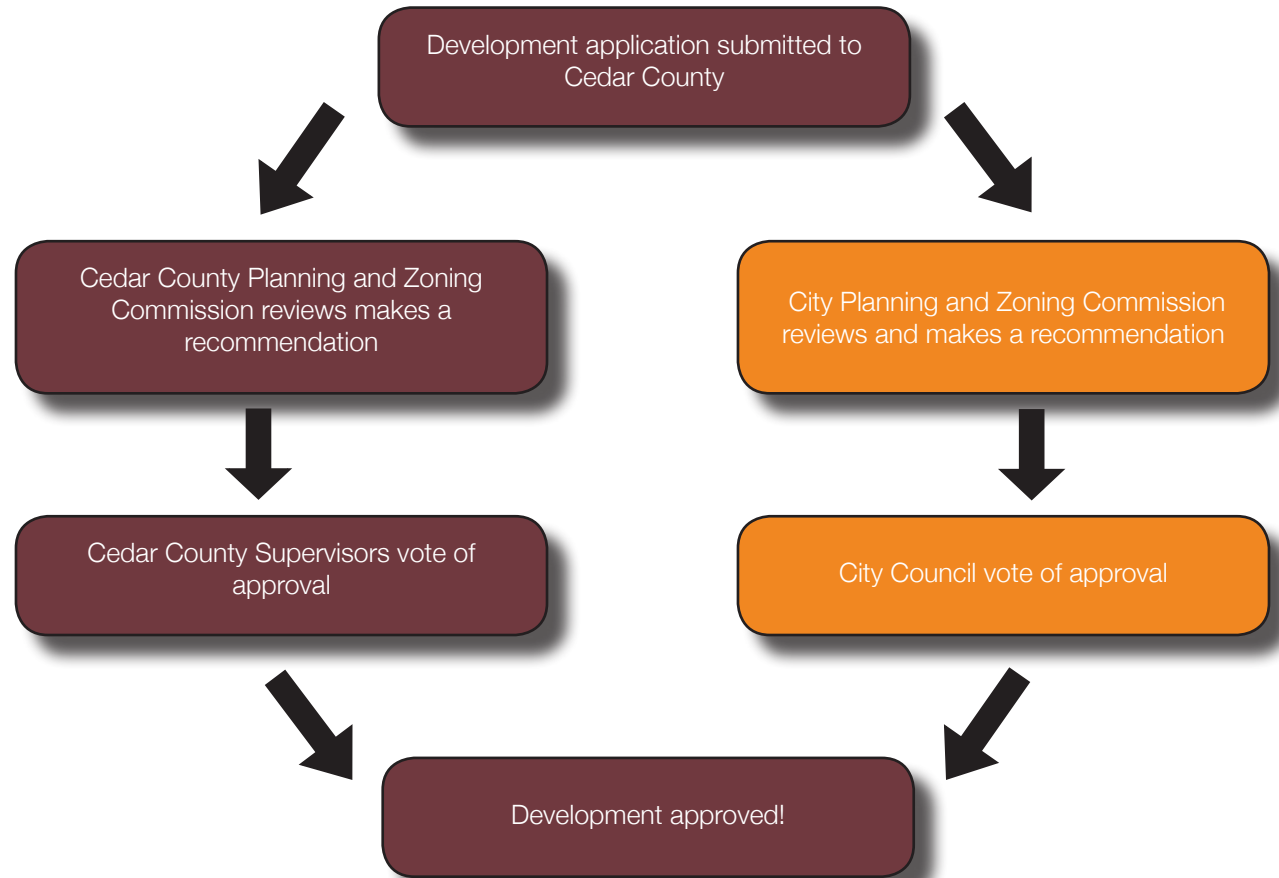 Development application submitted to
Cedar County
Cedar County Planning and Zoning
Commission reviews makes a
recommendation
City Planning and Zoning Commission
reviews and makes a recommendation
Cedar County Supervisors vote of
approval
City Council vote of approval
Development approved!